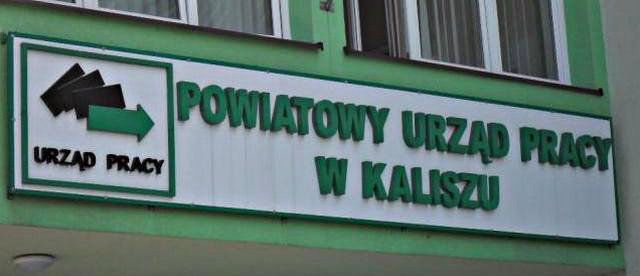 URZĄD PRACY
POWIATOWY URZĄD PRACY
W KALISZU